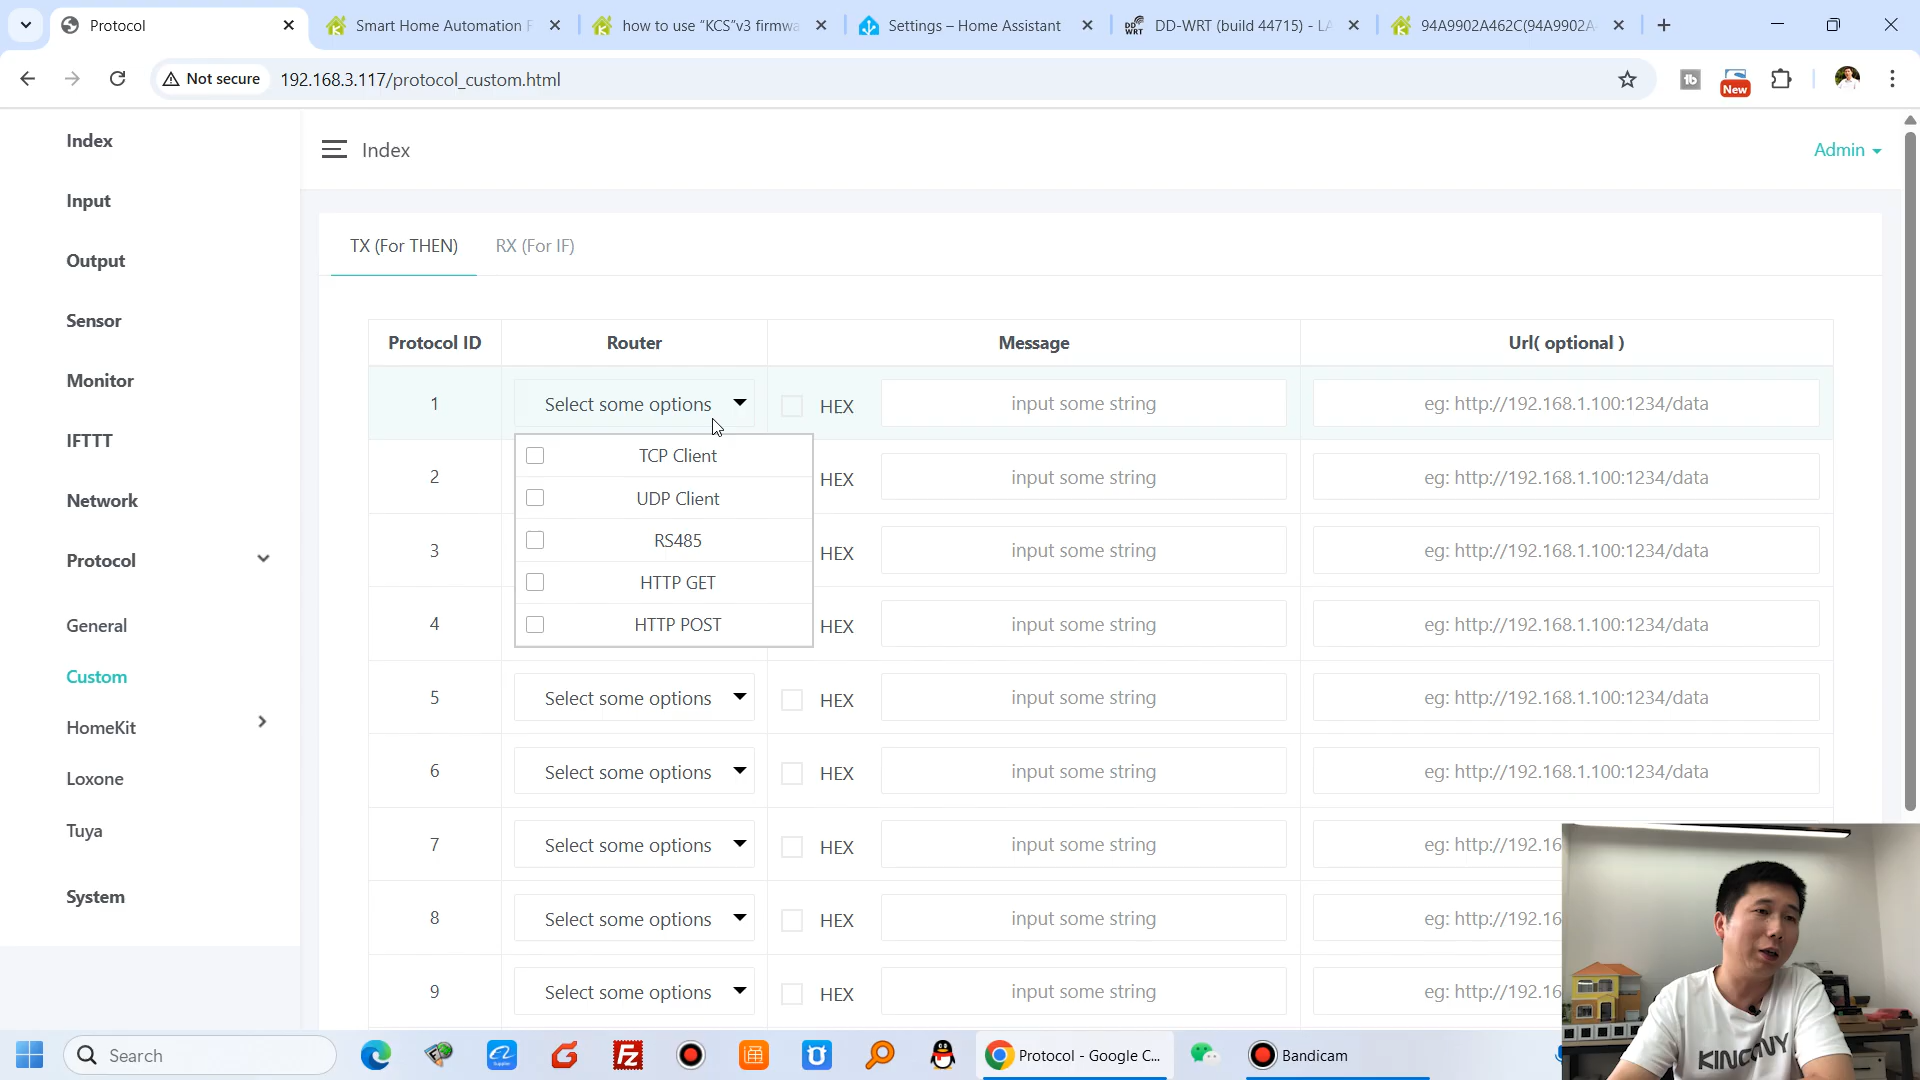 Protocol
Smart Home Automation F
how to use “KCS”v3 firmwa
Settings – Home Assistant
DD-WRT (build 44715) - LA
94A9902A462C(94A9902A
Not secure
192.168.3.117/protocol_custom.html
New
Index
Input
Output
Sensor
Monitor
IFTTT
Network
Protocol
General
Custom
HomeKit
Loxone
Tuya
System
Index
Admin
TX (For THEN)
RX (For IF)
Protocol ID
Router
Message
Url( optional )
1
Select some options
HEX
input some string
eg: http://192.168.1.100:1234/data
TCP Client
UDP Client
RS485
HTTP GET
HTTP POST
2
HEX
input some string
eg: http://192.168.1.100:1234/data
3
HEX
input some string
eg: http://192.168.1.100:1234/data
4
HEX
input some string
eg: http://192.168.1.100:1234/data
5
Select some options
HEX
input some string
eg: http://192.168.1.100:1234/data
6
Select some options
HEX
input some string
eg: http://192.168.1.100:1234/data
7
Select some options
HEX
input some string
eg: http://192.16
8
Select some options
HEX
input some string
eg: http://192.16
9
Select some options
HEX
input some string
eg: http://192.16
Search
Protocol - Google C...
Bandicam